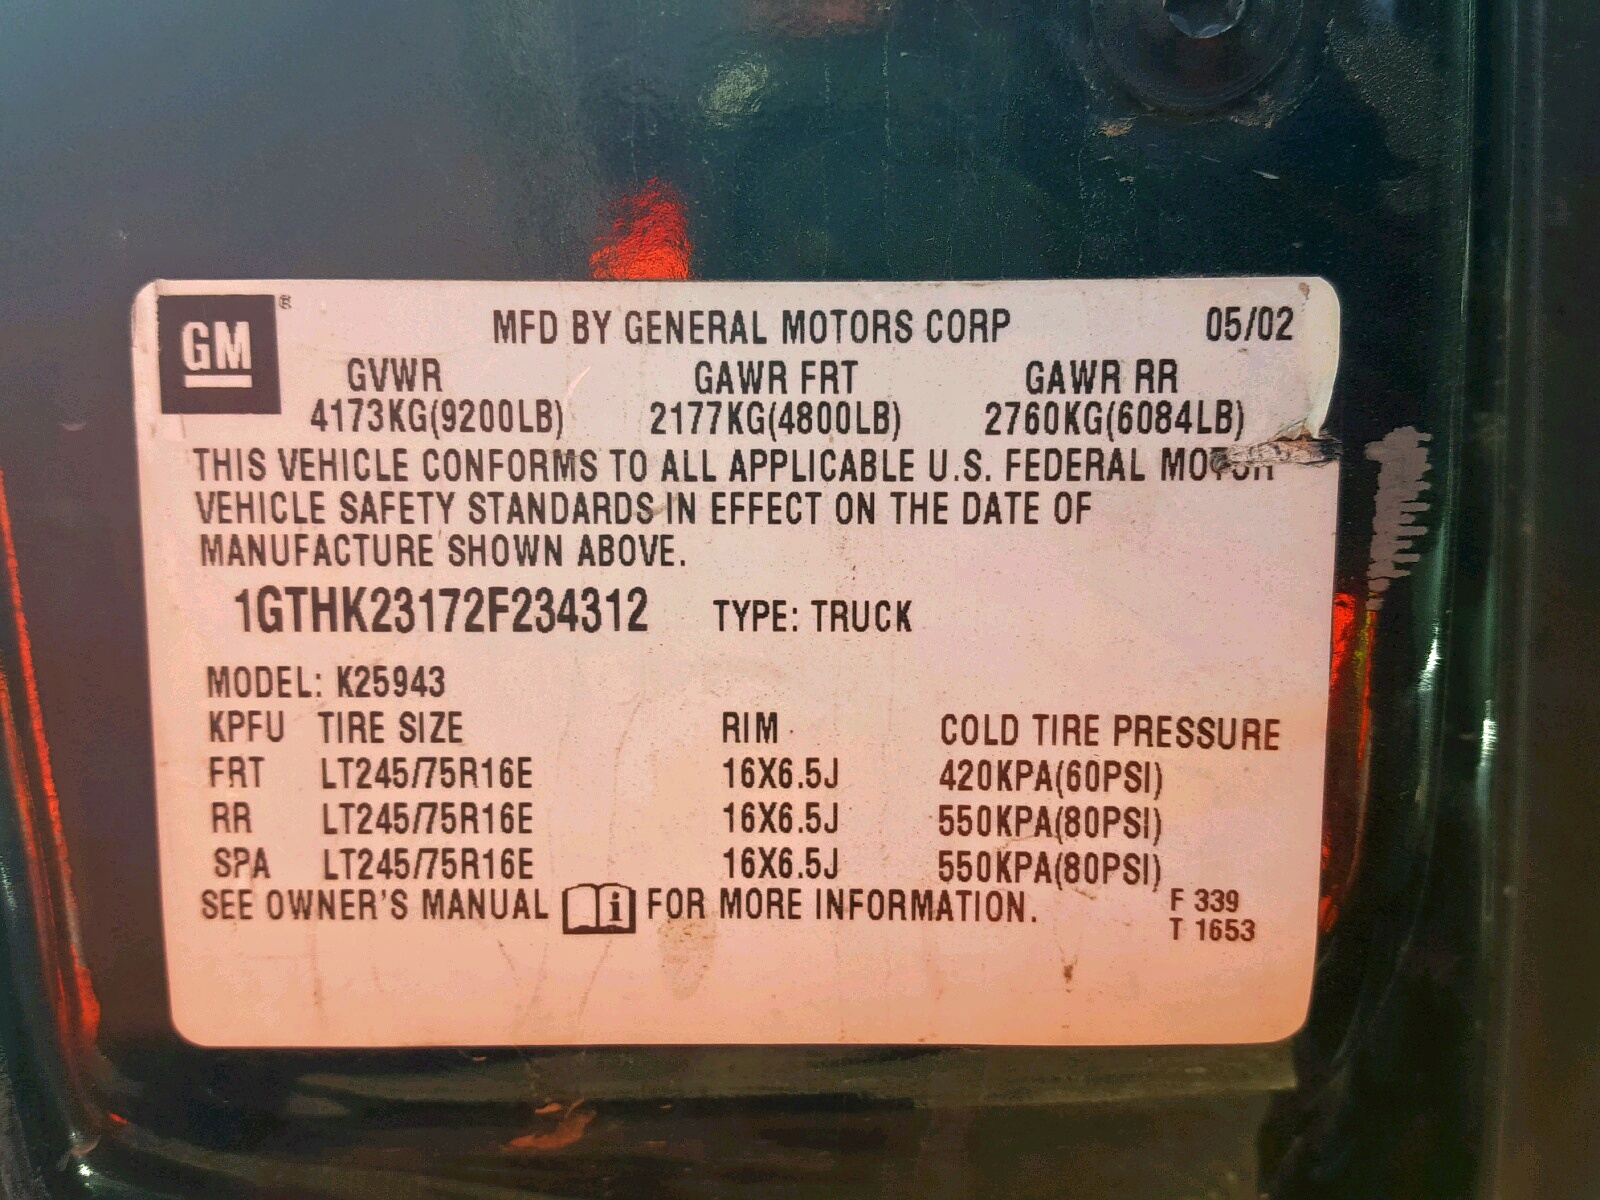 GM ®
MFD BY GENERAL MOTORS CORP 05/02
GVWR GAWR FRT GAWR RR
4173KG(9200LB) 2177KG(4800LB) 2760KG(6084LB)
THIS VEHICLE CONFORMS TO ALL APPLICABLE U.S. FEDERAL MOTOR
VEHICLE SAFETY STANDARDS IN EFFECT ON THE DATE OF
MANUFACTURE SHOWN ABOVE.
1GTHK23172F234312 TYPE: TRUCK
MODEL: K25943
KPFU TIRE SIZE RIM COLD TIRE PRESSURE
FRT LT245/75R16E 16X6.5J 420KPA(60PSI)
RR LT245/75R16E 16X6.5J 550KPA(80PSI)
SPA LT245/75R16E 16X6.5J 550KPA(80PSI)
SEE OWNER'S MANUAL i FOR MORE INFORMATION.
F 339
T 1653